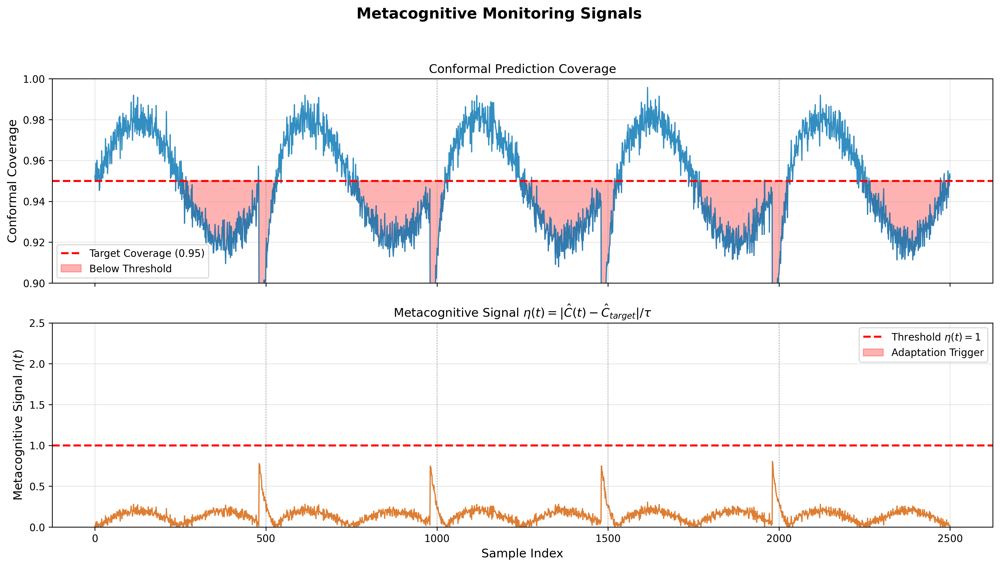 Metacognitive Monitoring Signals
Conformal Prediction Coverage
Conformal Coverage
1.00
0.98
0.96
0.94
0.92
0.90
Target Coverage (0.95)
Below Threshold
Metacognitive Signal η(t) = |Ĉ(t) − Ĉ_target|/τ
Metacognitive Signal η(t)
2.5
2.0
1.5
1.0
0.5
0.0
Threshold η(t) = 1
Adaptation Trigger
0 500 1000 1500 2000 2500
Sample Index